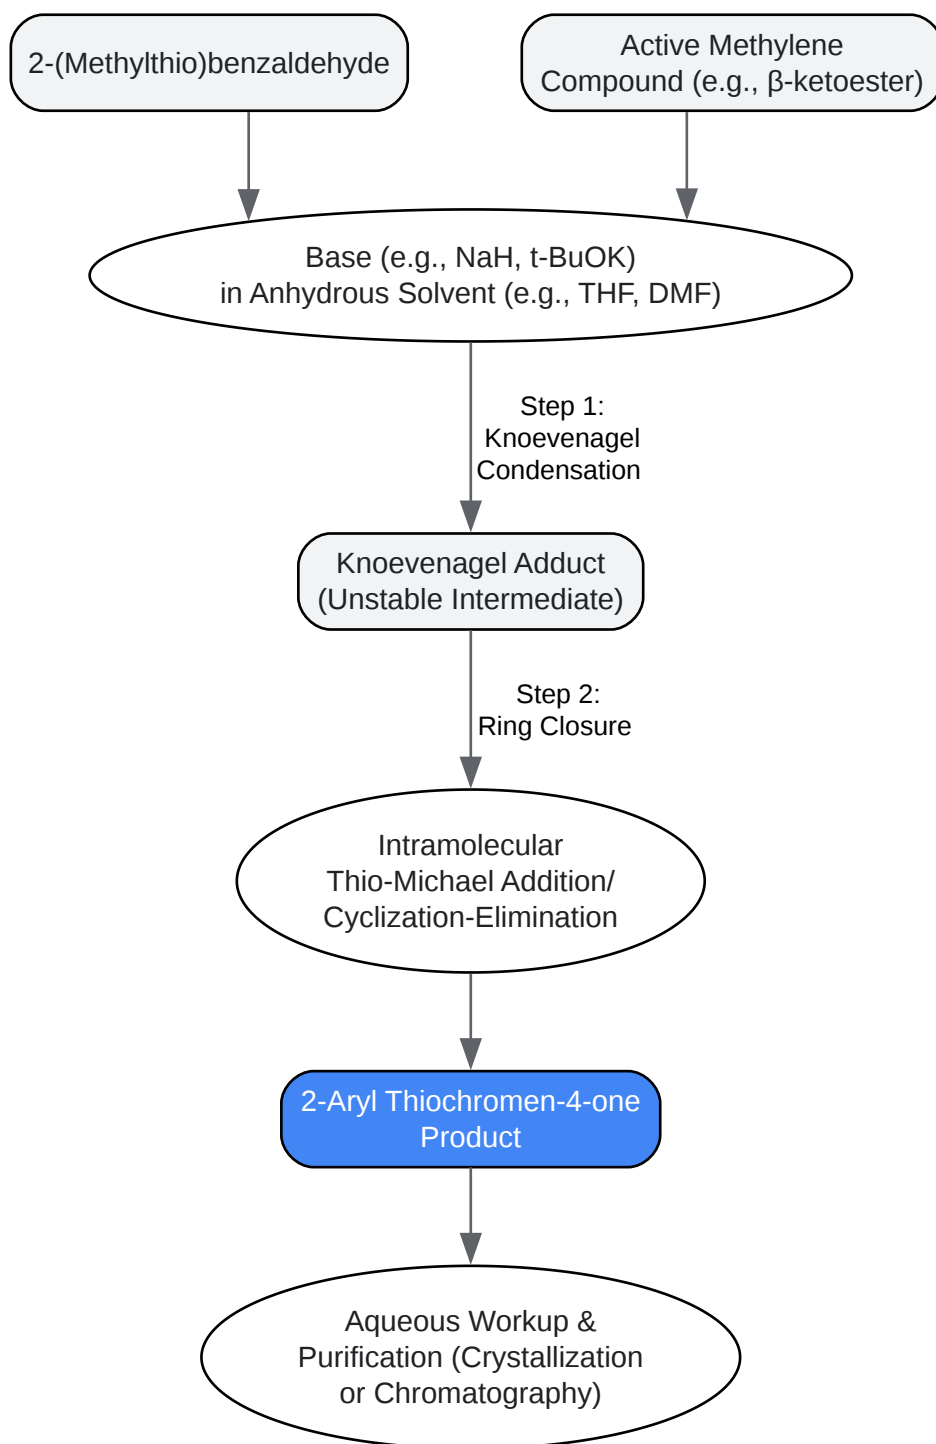 2-(Methylthio)benzaldehyde
Active Methylene
Compound (e.g., β-ketoester)
Base (e.g., NaH, t-BuOK)
in Anhydrous Solvent (e.g., THF, DMF)
Step 1:
Knoevenagel
Condensation
Knoevenagel Adduct
(Unstable Intermediate)
Step 2:
Ring Closure
Intramolecular
Thio-Michael Addition/
Cyclization-Elimination
2-Aryl Thiochromen-4-one
Product
Aqueous Workup &
Purification (Crystallization
or Chromatography)